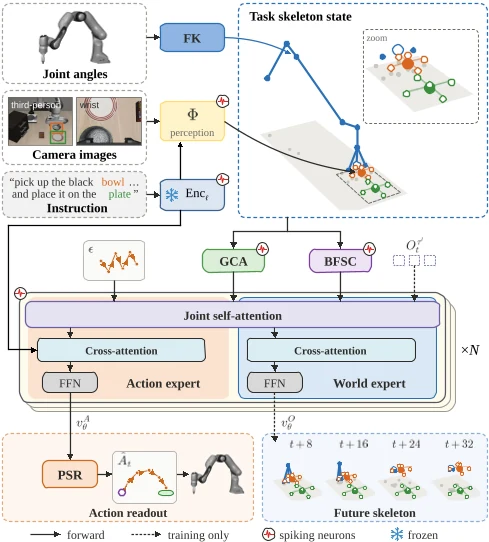 Task skeleton state
FK
zoom
Joint angles
third-person
wrist
Φ
perception
Camera images
"pick up the black bowl …
and place it on the plate"
Instruction
Enc_ℓ
ϵ
GCA
BFSC
O_t^τ′
Joint self-attention
Cross-attention
Cross-attention
×N
FFN
Action expert
FFN
World expert
v_θ^A
v_θ^O
PSR
Â_t
Action readout
t + 8
t + 16
t + 24
t + 32
Future skeleton
forward
training only
spiking neurons
frozen